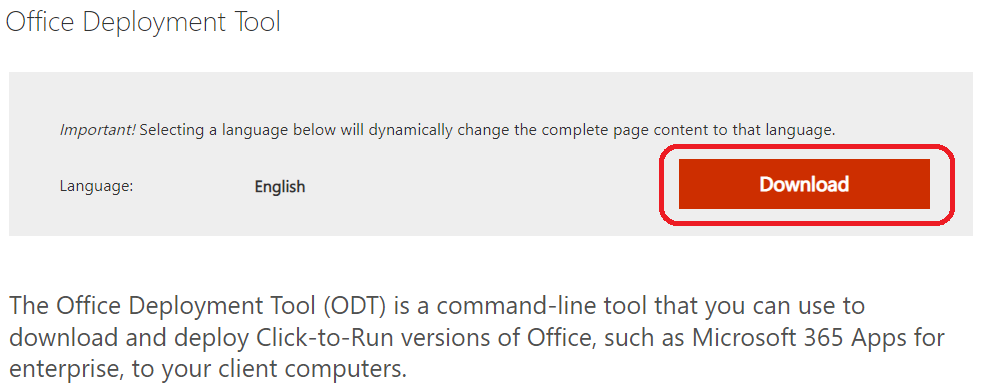 Office Deployment Tool
Important! Selecting a language below will dynamically change the complete page content to that language.
Language:
English
Download
The Office Deployment Tool (ODT) is a command-line tool that you can use to
download and deploy Click-to-Run versions of Office, such as Microsoft 365 Apps for
enterprise, to your client computers.